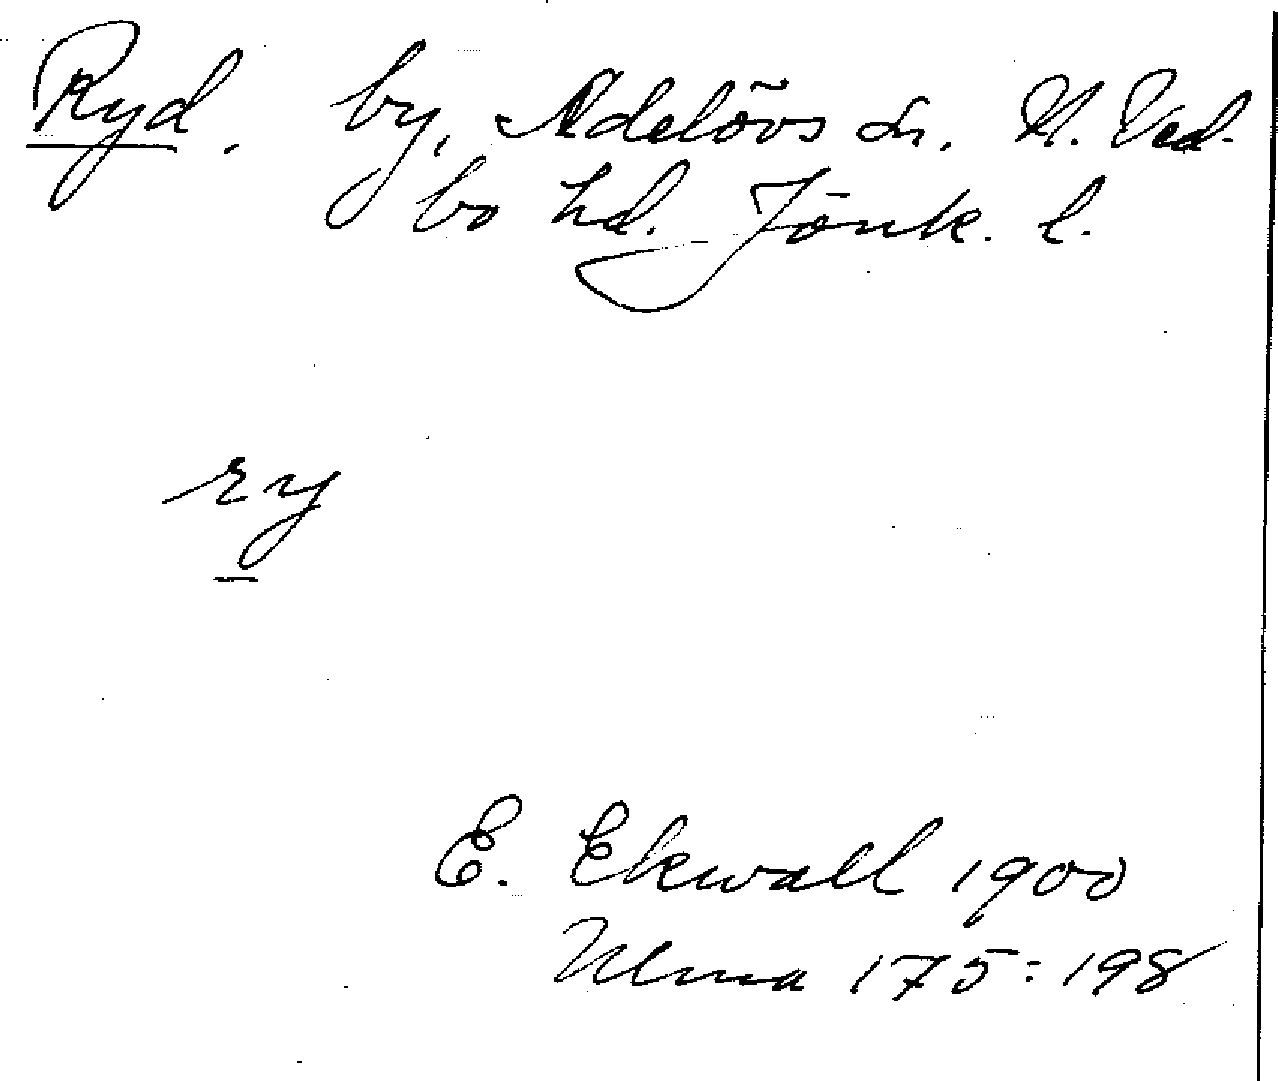 Ryd. by, Adelövs sn. N. Ved-
bo hd. Jönk. l.
ry
E. Ekwall 1900
Ulma 175:198